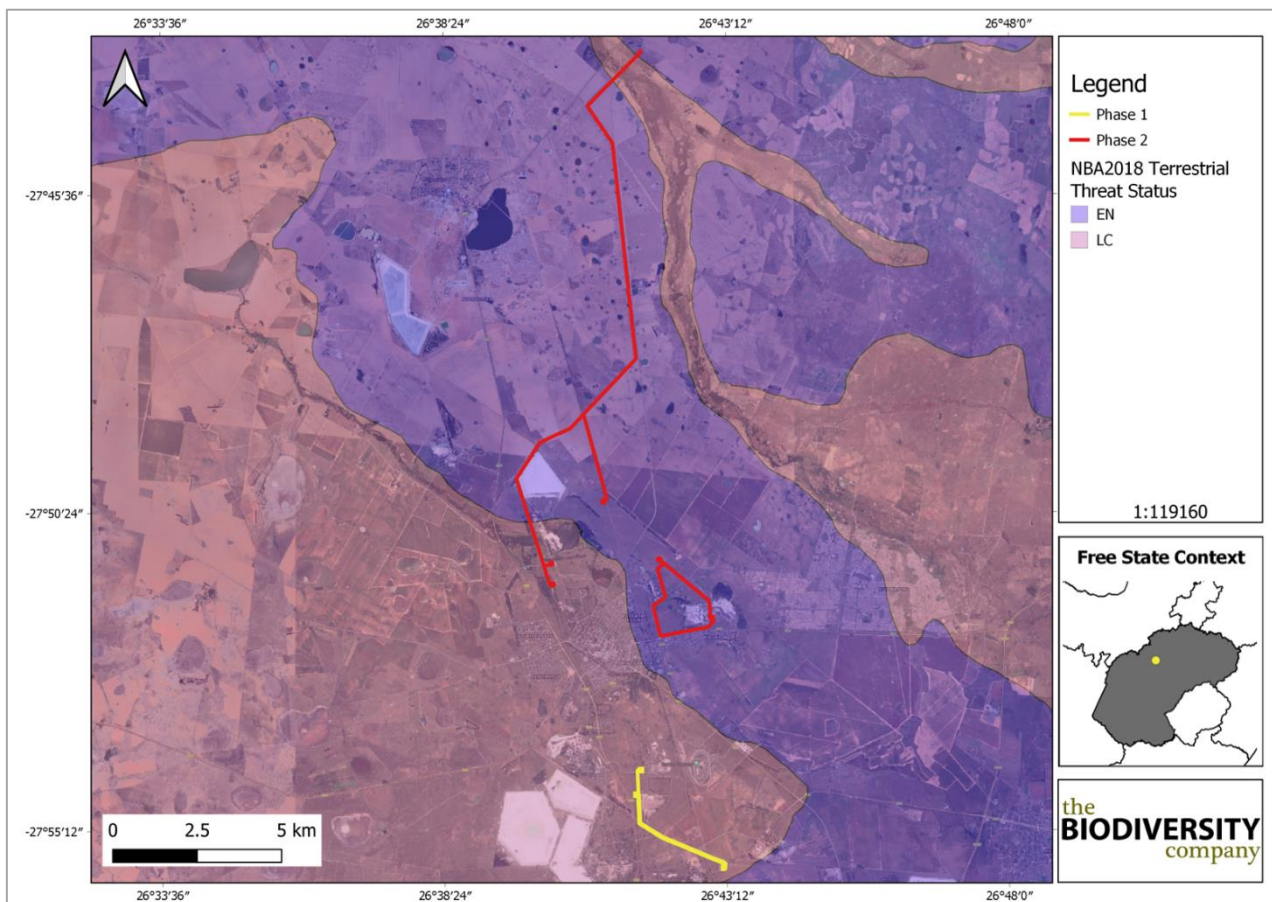 26°33′36″ 26°38′24″ 26°43′12″ 26°48′0″
Legend
Phase 1
Phase 2
NBA2018 Terrestrial
Threat Status
EN
LC
1:119160
-27°45′36″
-27°50′24″
-27°55′12″
0 2.5 5 km
26°33′36″ 26°38′24″ 26°43′12″ 26°48′0″
Free State Context
the
BIODIVERSITY
company